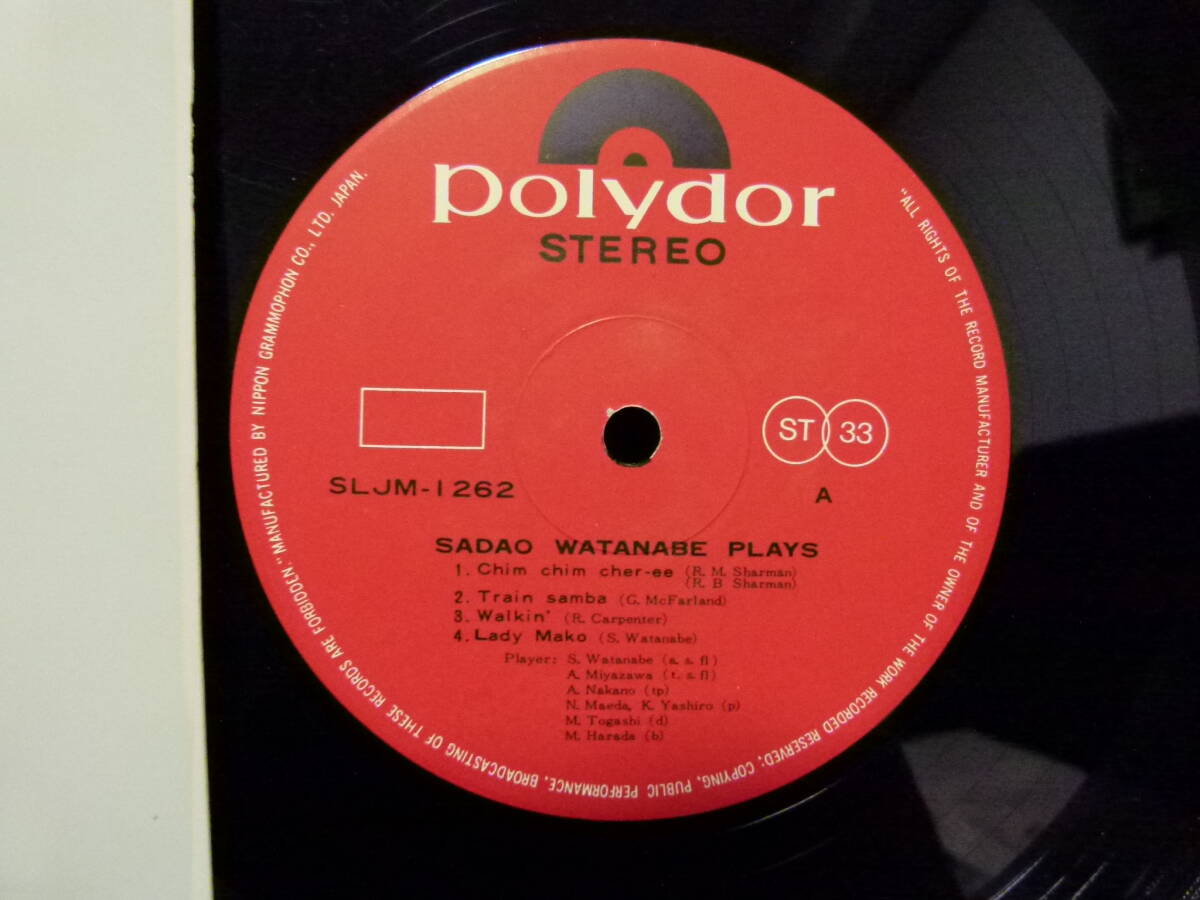 polydor
STEREO
ST 33
SLJM-1262
A
SADAO WATANABE PLAYS
1. Chim chim cher-ee (R. M. Sharman)
(R. B Sharman)
2. Train samba (G. McFarland)
3. Walkin' (R. Carpenter)
4. Lady Mako (S. Watanabe)
Player: S. Watanabe (a. s. fl)
A. Miyazawa (t. s. fl)
A. Nakano (tp)
N. Maeda, K. Yashiro (p)
M. Togashi (d)
M. Harada (b)
"ALL RIGHTS OF THE RECORD MANUFACTURER AND OF THE OWNER OF THE WORK RECORDED RESERVED; COPYING, PUBLIC PERFORMANCE, BROADCASTING OF THESE RECORDS ARE FORBIDDEN." MANUFACTURED BY NIPPON GRAMMOPHON CO., LTD. JAPAN.